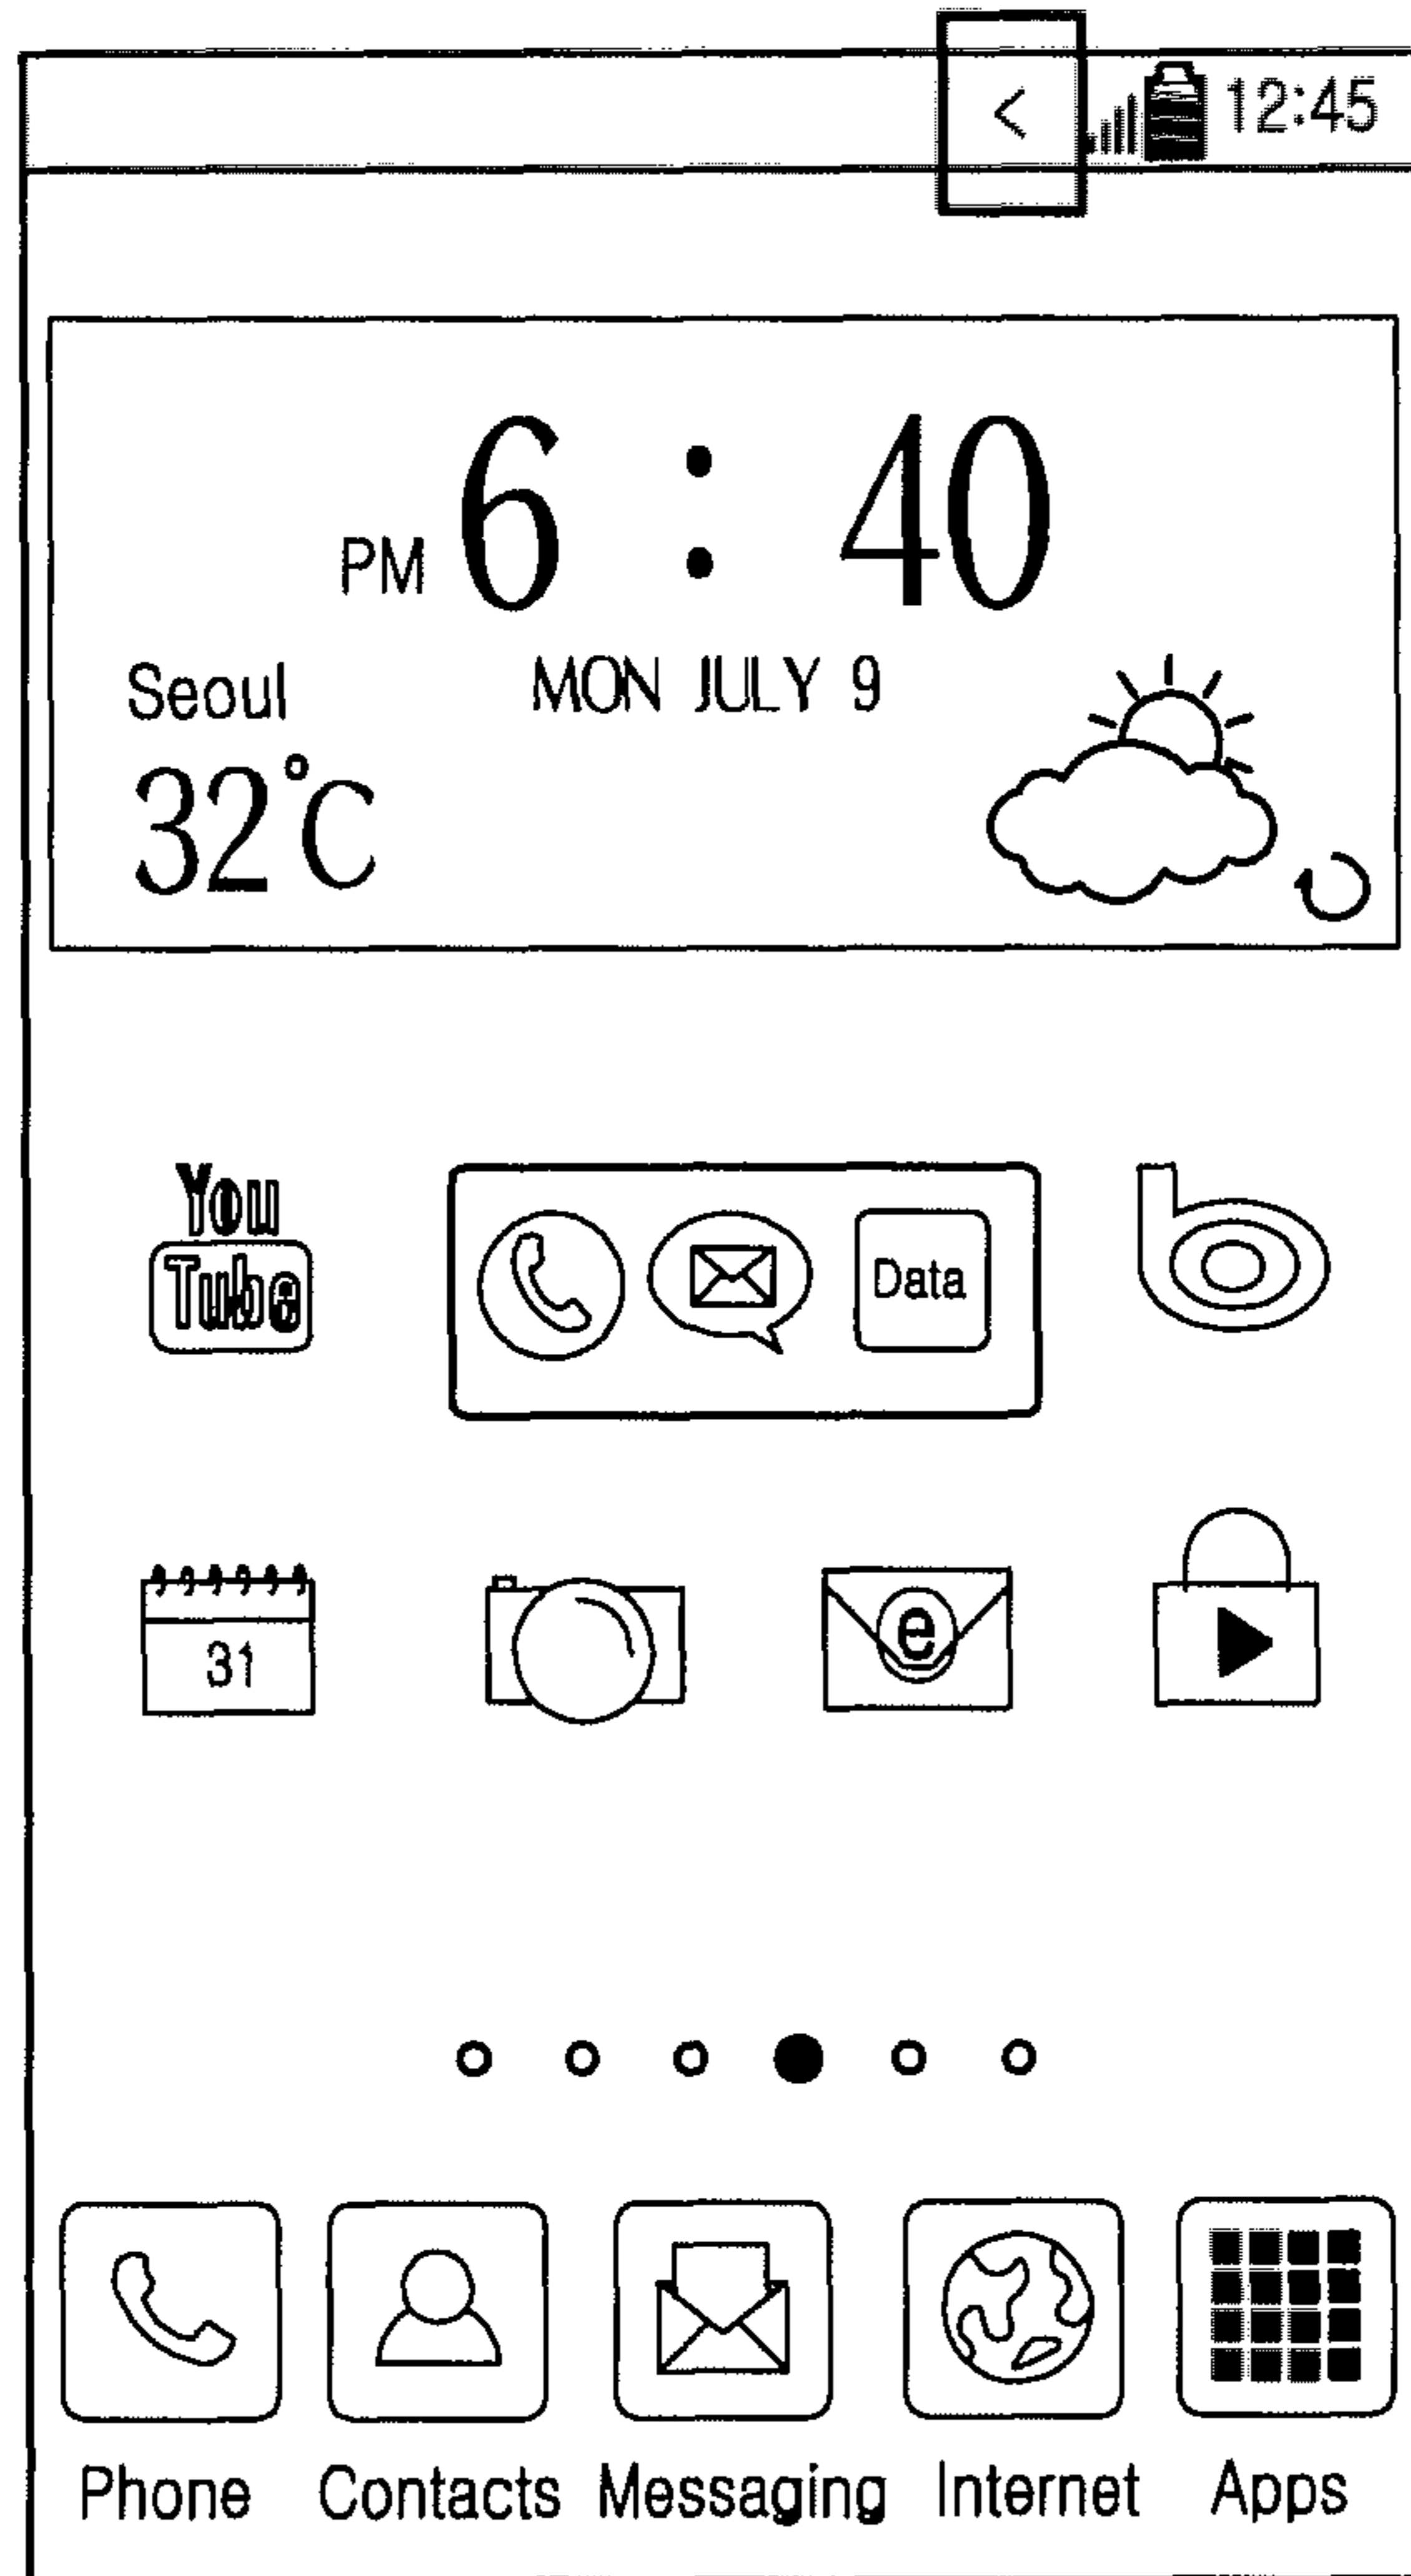 < 12:45
PM 6 : 40
MON JULY 9
Seoul
32°C
You
Tube
Data
31
e
Phone Contacts Messaging Internet Apps